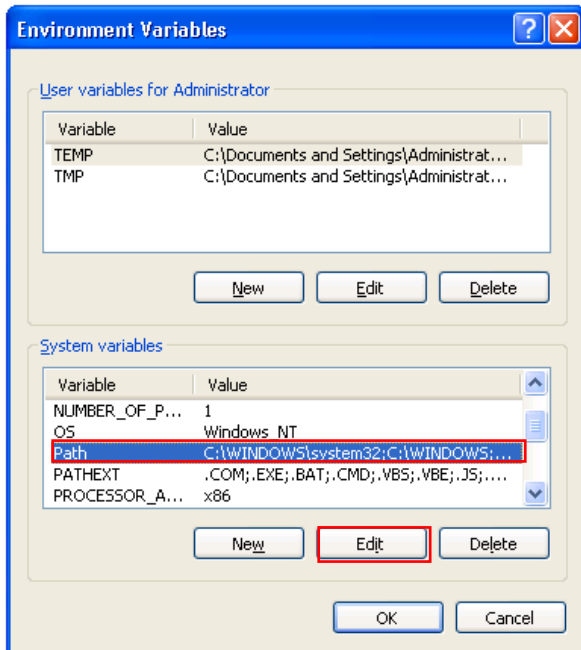 Environment Variables
User variables for Administrator
Variable Value
TEMP C:\Documents and Settings\Administrat...
TMP C:\Documents and Settings\Administrat...
New Edit Delete
System variables
Variable Value
NUMBER_OF_P... 1
OS Windows_NT
Path C:\WINDOWS\system32;C:\WINDOWS;...
PATHEXT .COM;.EXE;.BAT;.CMD;.VBS;.VBE;.JS;....
PROCESSOR_A... x86
New Edit Delete
OK Cancel